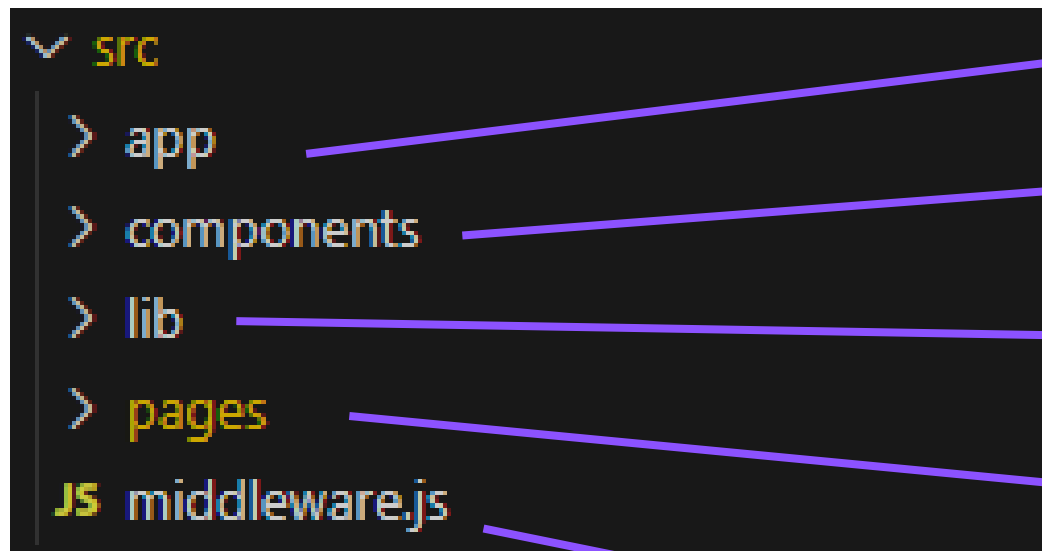 src
app
components
lib
pages
JS middleware.js